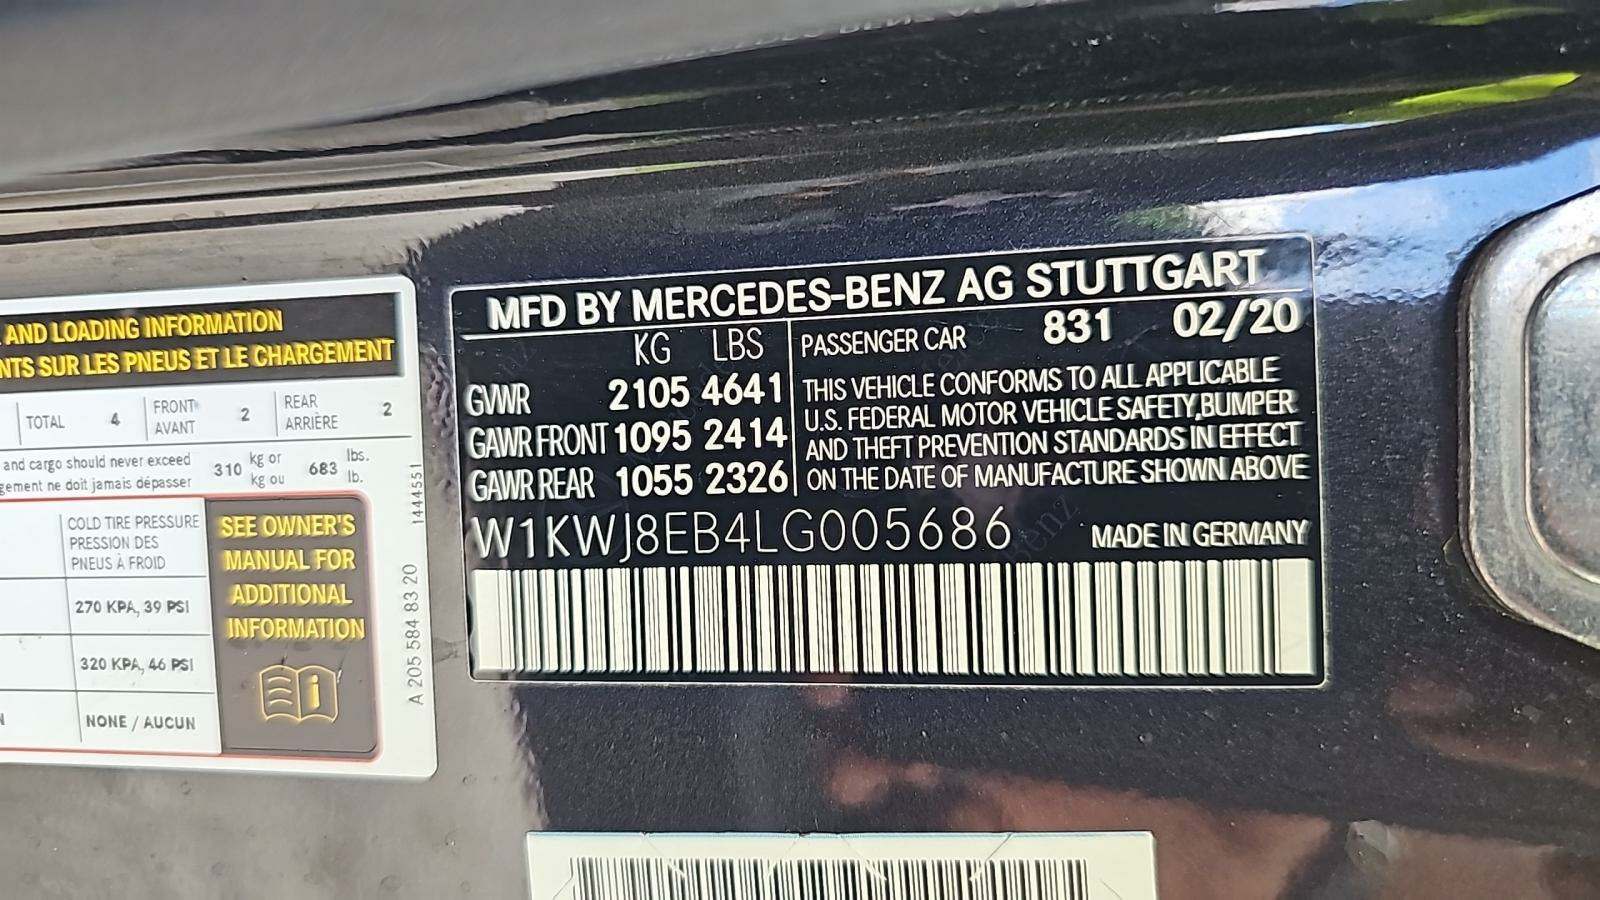 AND LOADING INFORMATION
SUR LES PNEUS ET LE CHARGEMENT
TOTAL 4 FRONT AVANT 2 REAR ARRIÈRE 2
and cargo should never exceed 310 kg or 683 lbs.
ne doit jamais dépasser kg ou lb.
COLD TIRE PRESSURE
PRESSION DES
PNEUS À FROID
270 KPA, 39 PSI
320 KPA, 46 PSI
NONE / AUCUN
SEE OWNER'S
MANUAL FOR
ADDITIONAL
INFORMATION
i
1444551
A 205 584 83 20
MFD BY MERCEDES-BENZ AG STUTTGART
KG LBS
GVWR 2105 4641
GAWR FRONT 1095 2414
GAWR REAR 1055 2326
PASSENGER CAR 831 02/20
THIS VEHICLE CONFORMS TO ALL APPLICABLE
U.S. FEDERAL MOTOR VEHICLE SAFETY,BUMPER
AND THEFT PREVENTION STANDARDS IN EFFECT
ON THE DATE OF MANUFACTURE SHOWN ABOVE
W1KWJ8EB4LG005686 MADE IN GERMANY